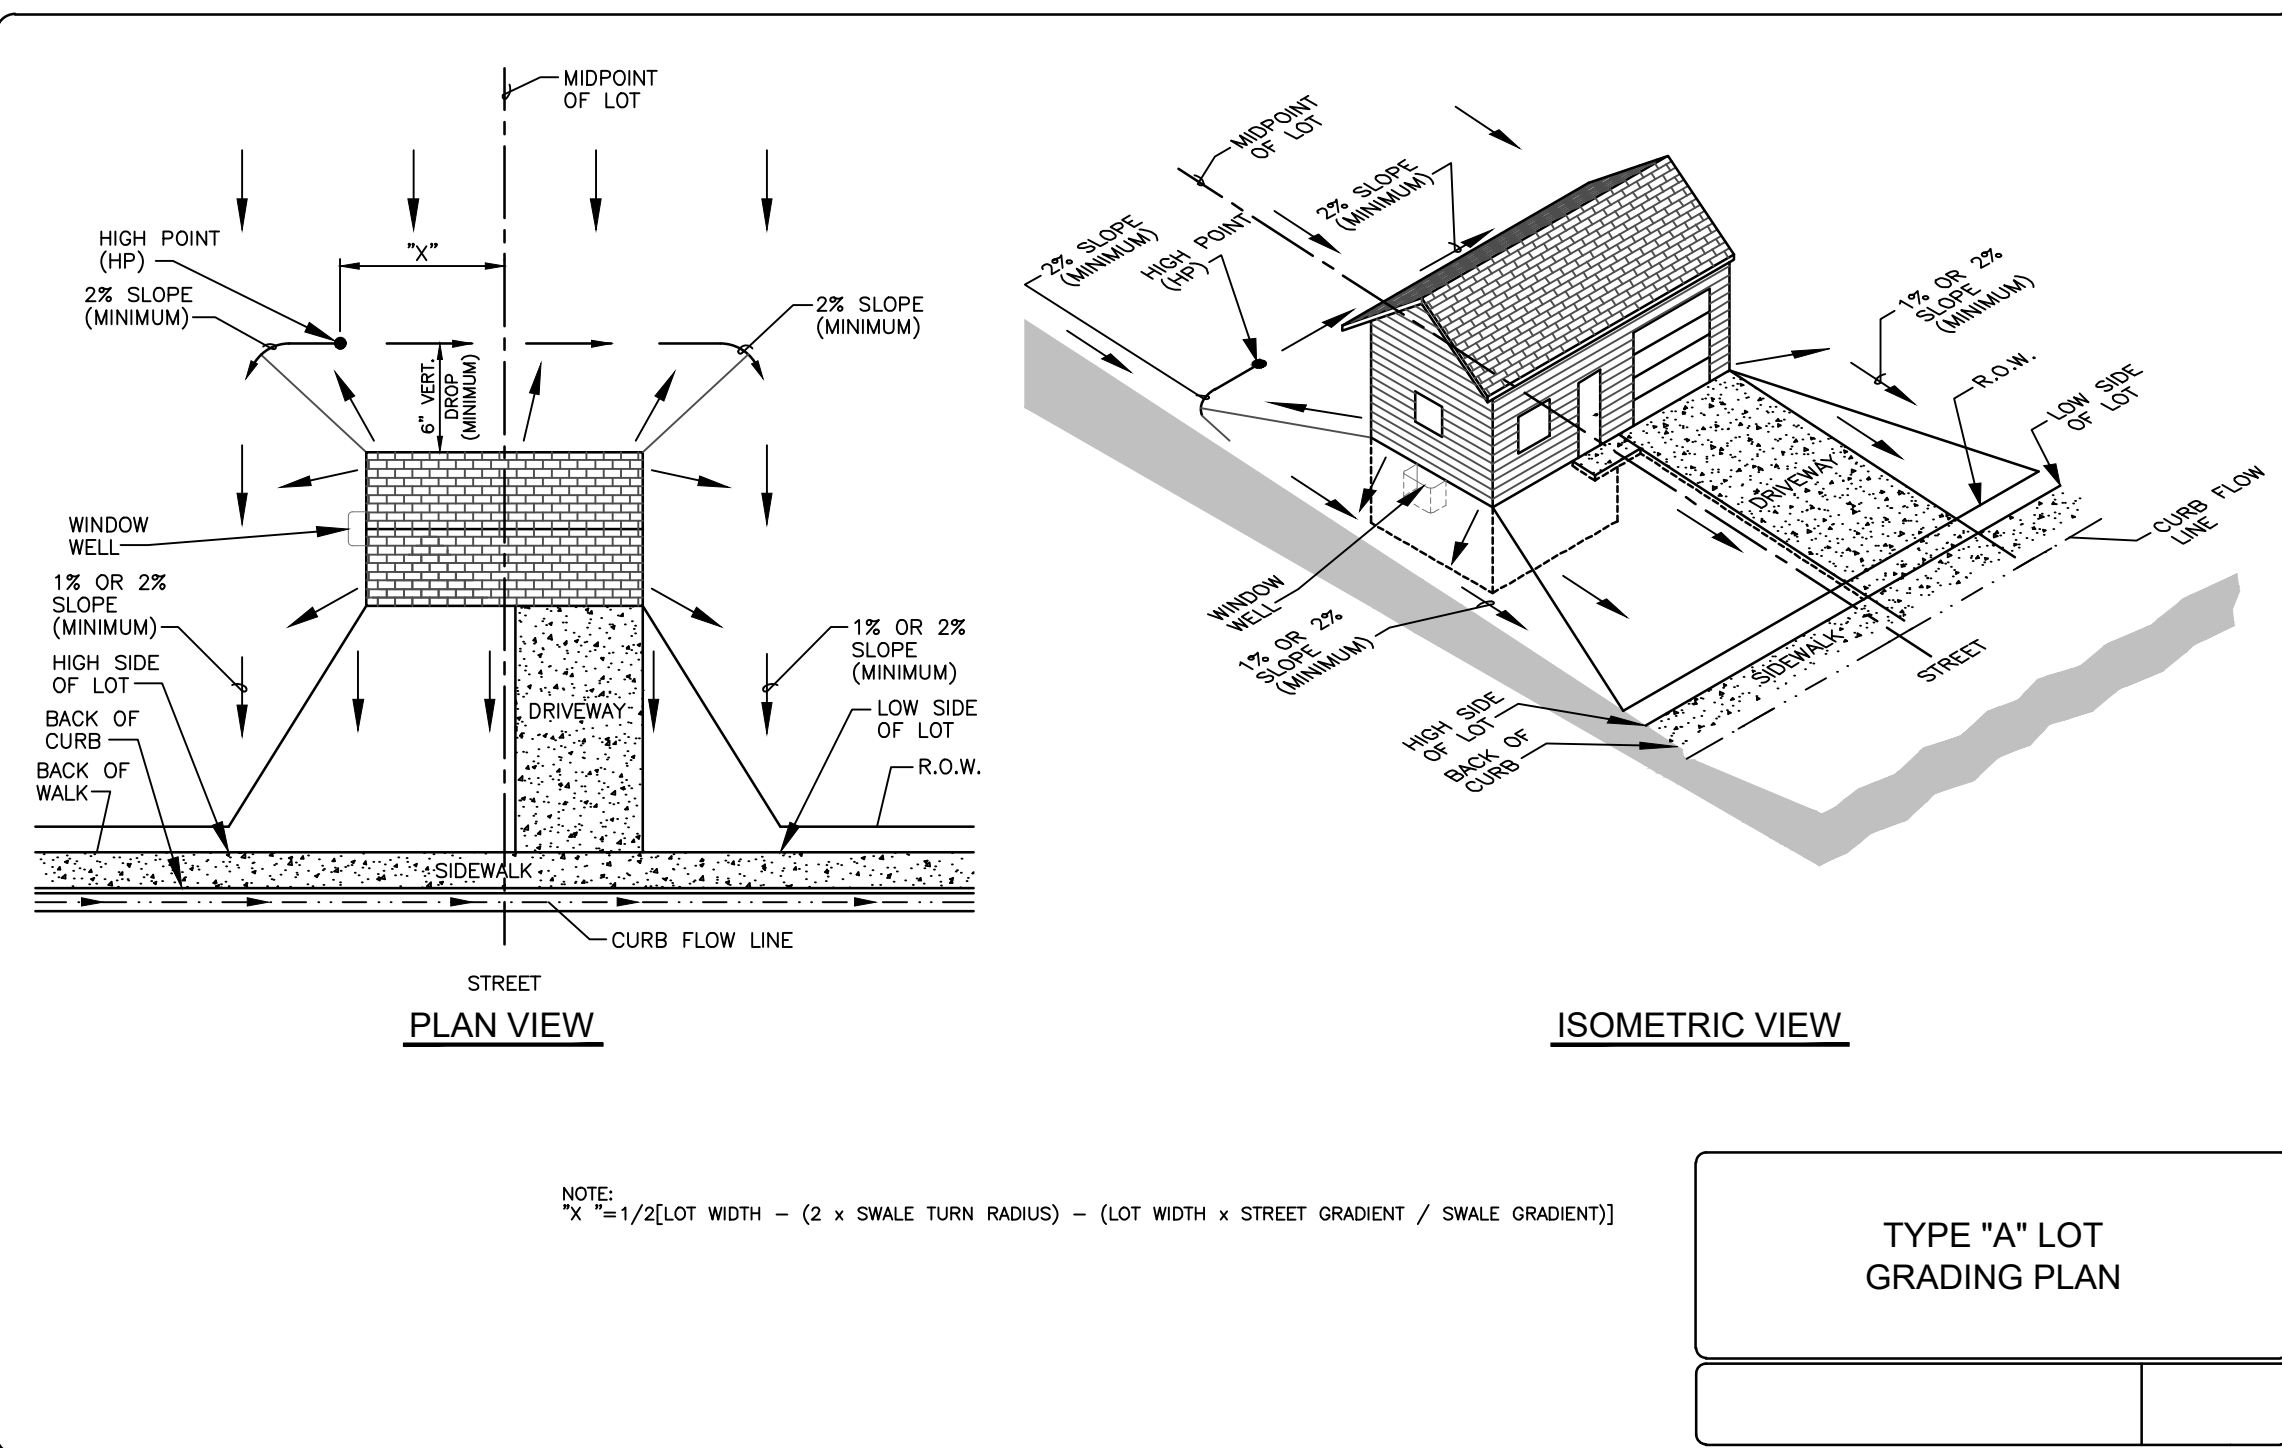 MIDPOINT
OF LOT
HIGH POINT
(HP)
"X"
2% SLOPE
(MINIMUM)
2% SLOPE
(MINIMUM)
6" VERT.
DROP
(MINIMUM)
WINDOW
WELL
1% OR 2%
SLOPE
(MINIMUM)
HIGH SIDE
OF LOT
BACK OF
CURB
BACK OF
WALK
1% OR 2%
SLOPE
(MINIMUM)
DRIVEWAY
LOW SIDE
OF LOT
R.O.W.
SIDEWALK
CURB FLOW LINE
STREET
PLAN VIEW
MIDPOINT
OF LOT
2% SLOPE
(MINIMUM)
2% SLOPE
(MINIMUM)
HIGH POINT
(HP)
1% OR 2%
SLOPE
(MINIMUM)
R.O.W.
LOW SIDE
OF LOT
DRIVEWAY
CURB FLOW
LINE
WINDOW
WELL
1% OR 2%
SLOPE
(MINIMUM)
SIDEWALK
STREET
HIGH SIDE
OF LOT
BACK OF
CURB
ISOMETRIC VIEW
NOTE:
"X "=1/2[LOT WIDTH – (2 x SWALE TURN RADIUS) – (LOT WIDTH x STREET GRADIENT / SWALE GRADIENT)]
TYPE "A" LOT
GRADING PLAN